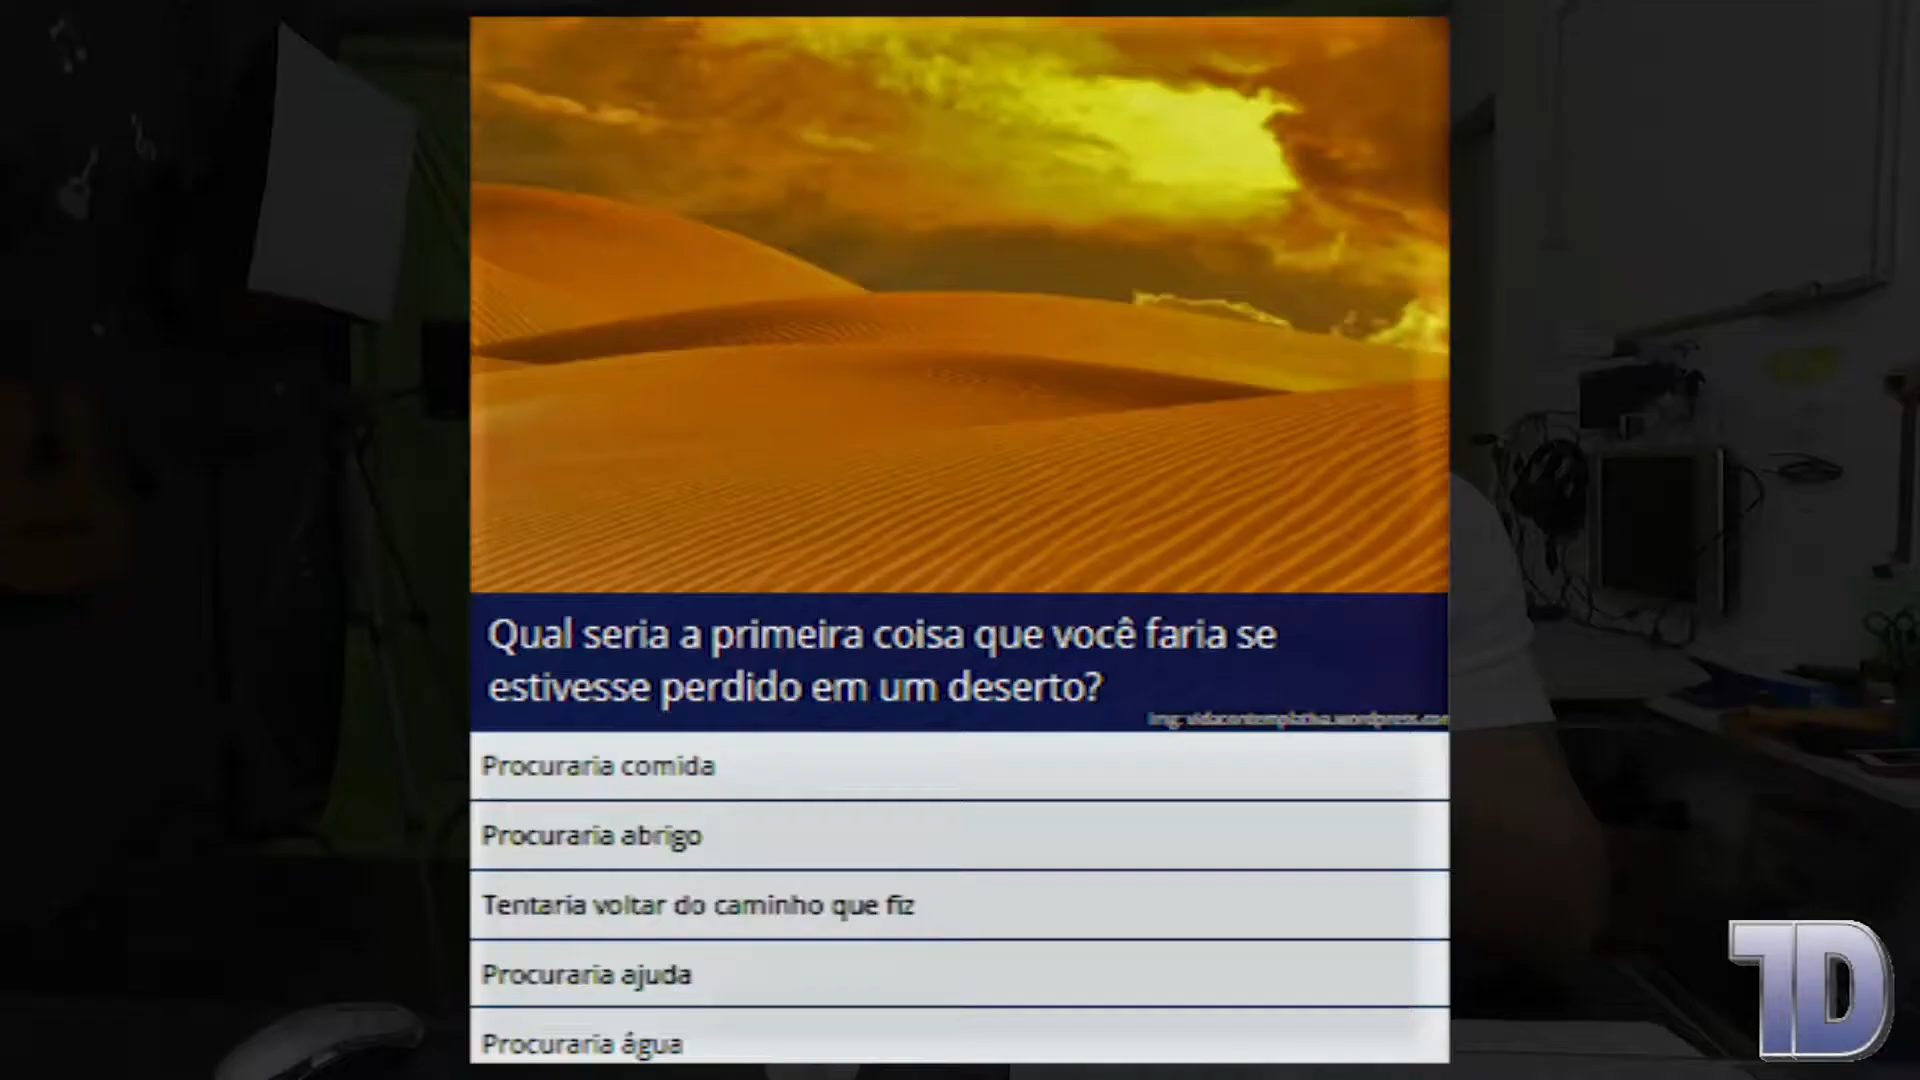 Qual seria a primeira coisa que você faria se
estivesse perdido em um deserto?
Procuraria comida
Procuraria abrigo
Tentaria voltar do caminho que fiz
Procuraria ajuda
Procuraria água
TD